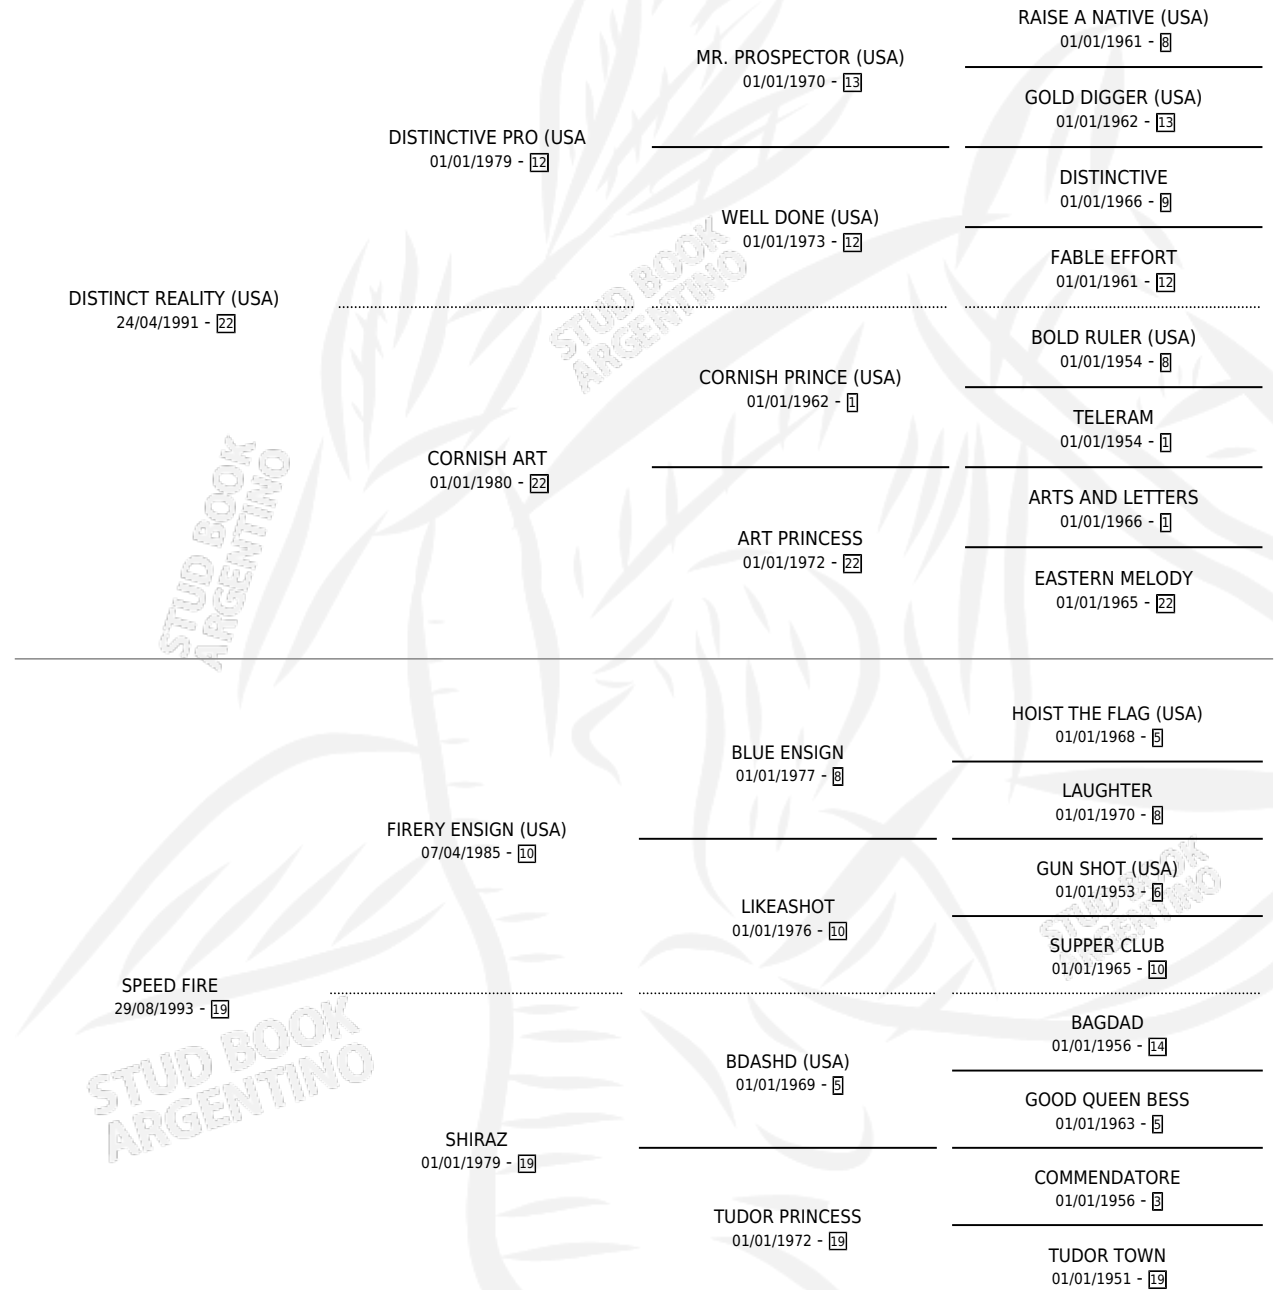 RAISE A NATIVE (USA)
01/01/1961 - 8
MR. PROSPECTOR (USA)
01/01/1970 - 13
GOLD DIGGER (USA)
01/01/1962 - 13
DISTINCTIVE PRO (USA
01/01/1979 - 12
DISTINCTIVE
01/01/1966 - 9
WELL DONE (USA)
01/01/1973 - 12
FABLE EFFORT
01/01/1961 - 12
DISTINCT REALITY (USA)
24/04/1991 - 22
STUD BOOK
ARGENTINO
BOLD RULER (USA)
01/01/1954 - 8
CORNISH PRINCE (USA)
01/01/1962 - 1
TELERAM
01/01/1954 - 1
CORNISH ART
01/01/1980 - 22
ARTS AND LETTERS
01/01/1966 - 1
ART PRINCESS
01/01/1972 - 22
EASTERN MELODY
01/01/1965 - 22
STUD BOOK
ARGENTINO
HOIST THE FLAG (USA)
01/01/1968 - 5
BLUE ENSIGN
01/01/1977 - 8
LAUGHTER
01/01/1970 - 8
FIRERY ENSIGN (USA)
07/04/1985 - 10
GUN SHOT (USA)
01/01/1953 - 6
LIKEASHOT
01/01/1976 - 10
STUD BOOK
ARGENTINO
SUPPER CLUB
01/01/1965 - 10
SPEED FIRE
29/08/1993 - 19
STUD BOOK
ARGENTINO
BAGDAD
01/01/1956 - 14
BDASHD (USA)
01/01/1969 - 5
GOOD QUEEN BESS
01/01/1963 - 5
SHIRAZ
01/01/1979 - 19
COMMENDATORE
01/01/1956 - 3
TUDOR PRINCESS
01/01/1972 - 19
TUDOR TOWN
01/01/1951 - 19